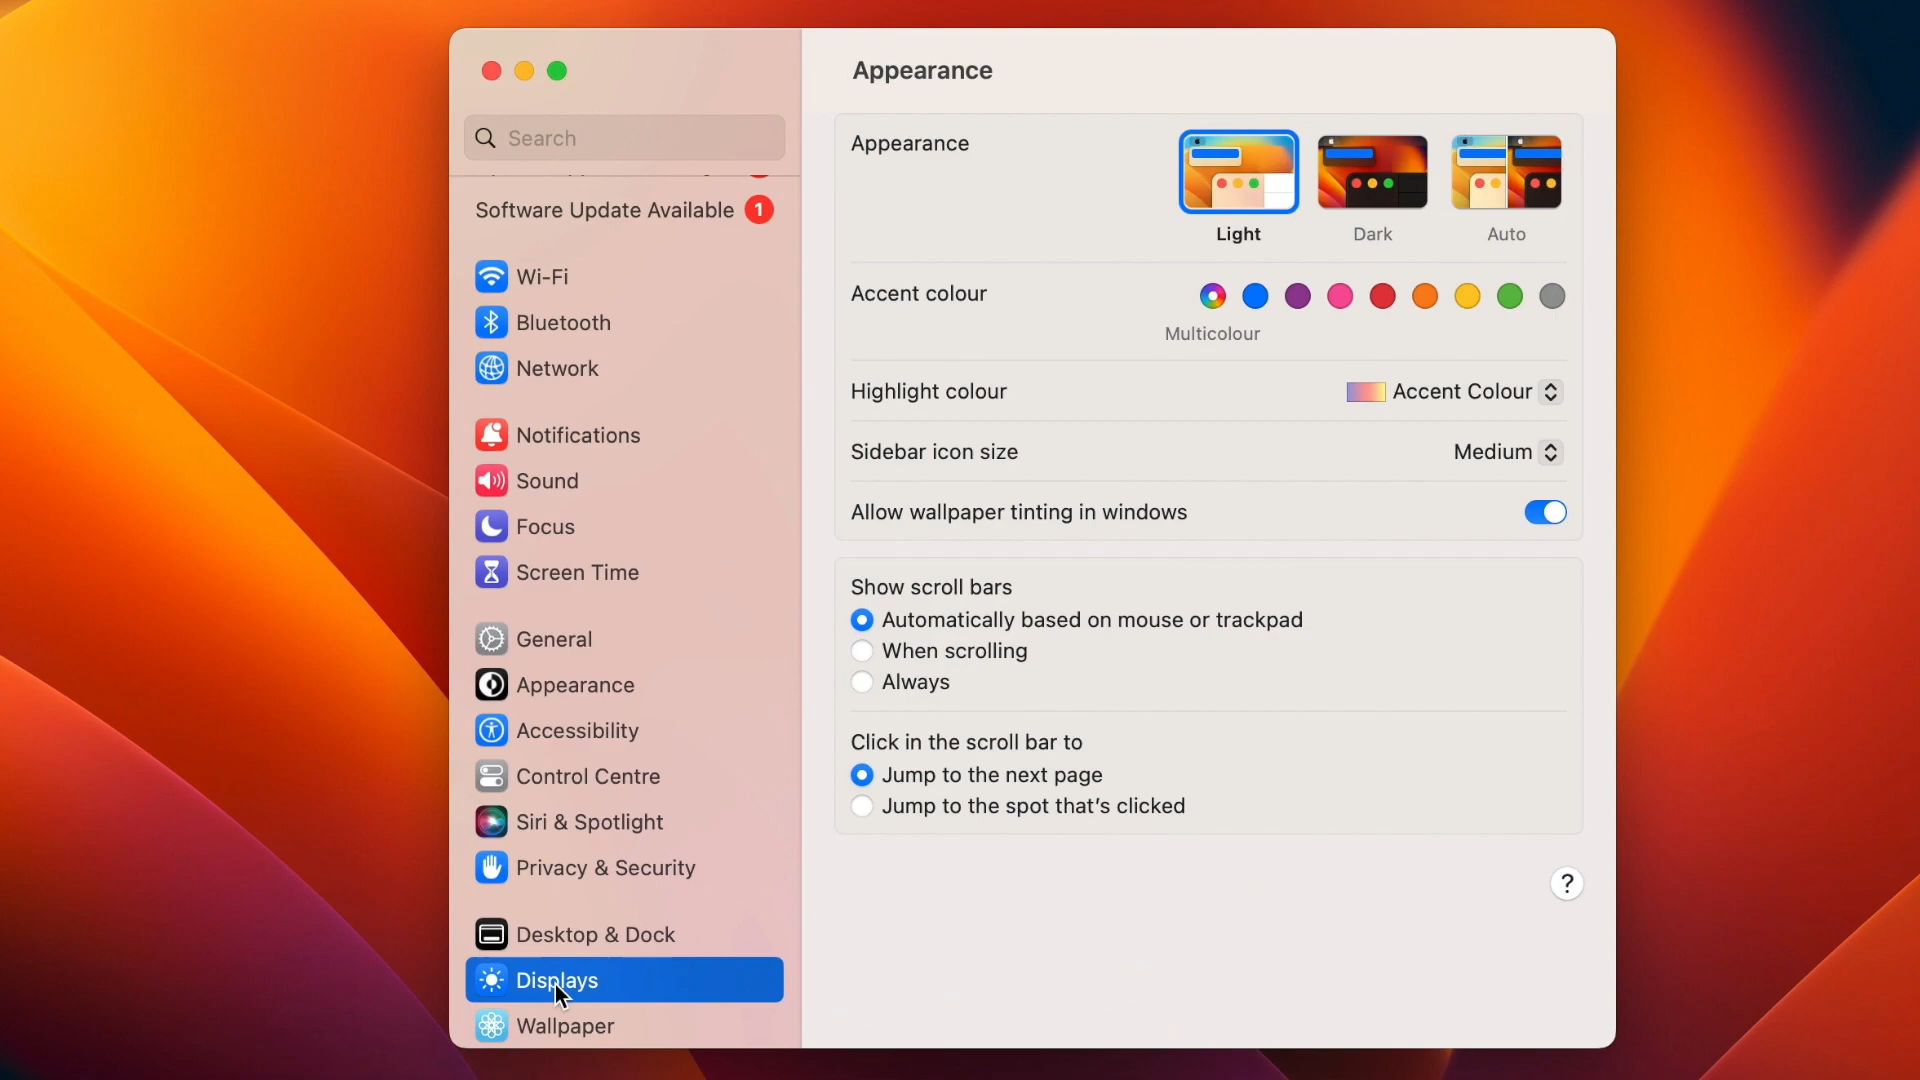 Search
Software Update Available 1
Wi-Fi
Bluetooth
Network
Notifications
Sound
Focus
Screen Time
General
Appearance
Accessibility
Control Centre
Siri & Spotlight
Privacy & Security
Desktop & Dock
Displays
Wallpaper
Appearance
Appearance
Light Dark Auto
Accent colour
Multicolour
Highlight colour Accent Colour
Sidebar icon size Medium
Allow wallpaper tinting in windows
Show scroll bars
Automatically based on mouse or trackpad
When scrolling
Always
Click in the scroll bar to
Jump to the next page
Jump to the spot that's clicked
?